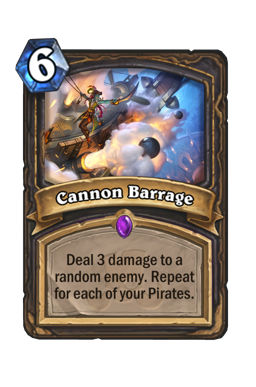 6
Cannon Barrage
Deal 3 damage to a
random enemy. Repeat
for each of your Pirates.